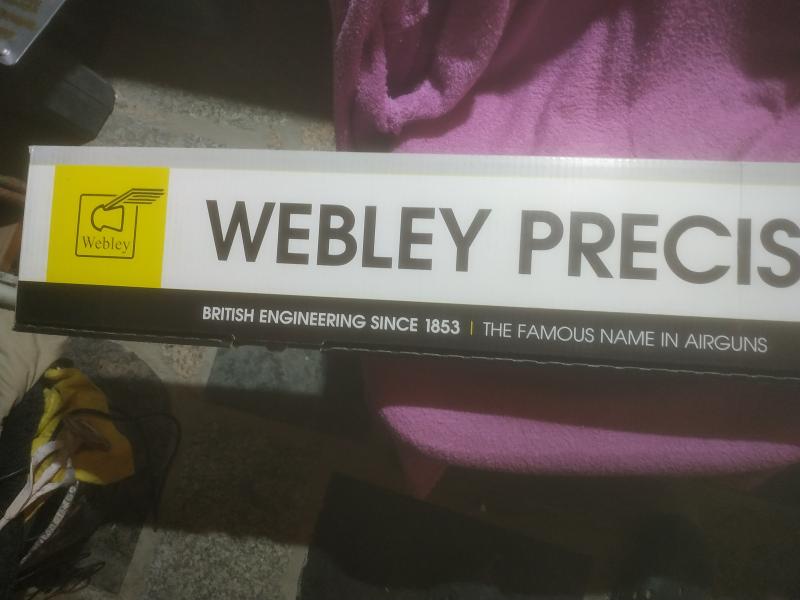 Webley
WEBLEY PRECIS
BRITISH ENGINEERING SINCE 1853 | THE FAMOUS NAME IN AIRGUNS